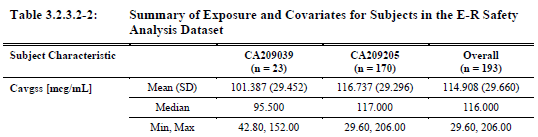 Table 3.2.3.2-2: Summary of Exposure and Covariates for Subjects in the E-R Safety
Analysis Dataset
Subject Characteristic CA209039 CA209205 Overall
(n = 23) (n = 170) (n = 193)
Cavgss [mcg/mL] Mean (SD) 101.387 (29.452) 116.737 (29.296) 114.908 (29.660)
Median 95.500 117.000 116.000
Min, Max 42.80, 152.00 29.60, 206.00 29.60, 206.00